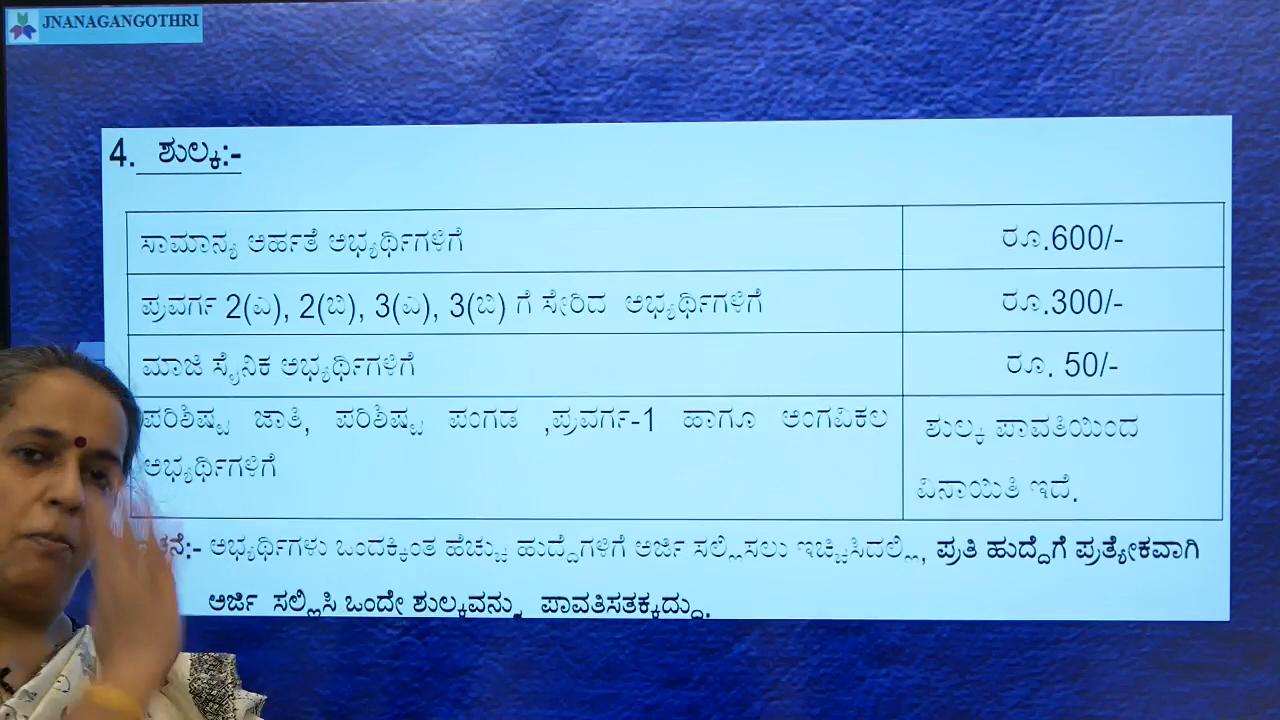 JNANAGANGOTHRI
4. ಶುಲ್ಕ:-
ಸಾಮಾನ್ಯ ಅರ್ಹತೆ ಅಭ್ಯರ್ಥಿಗಳಿಗೆ ರೂ.600/-
ಪ್ರವರ್ಗ 2(ಎ), 2(ಬಿ), 3(ಎ), 3(ಬಿ) ಗೆ ಸೇರಿದ ಅಭ್ಯರ್ಥಿಗಳಿಗೆ ರೂ.300/-
ಮಾಜಿ ಸೈನಿಕ ಅಭ್ಯರ್ಥಿಗಳಿಗೆ ರೂ. 50/-
ಪರಿಶಿಷ್ಟ ಜಾತಿ, ಪರಿಶಿಷ್ಟ ಪಂಗಡ ,ಪ್ರವರ್ಗ-1 ಹಾಗೂ ಅಂಗವಿಕಲ
ಅಭ್ಯರ್ಥಿಗಳಿಗೆ
ಶುಲ್ಕ ಪಾವತಿಯಿಂದ
ವಿನಾಯಿತಿ ಇದೆ.
ಅಭ್ಯರ್ಥಿಗಳು ಒಂದಕ್ಕಿಂತ ಹೆಚ್ಚು ಹುದ್ದೆಗಳಿಗೆ ಅರ್ಜಿ ಸಲ್ಲಿಸಲು ಇಚ್ಛಿಸಿದಲ್ಲಿ, ಪ್ರತಿ ಹುದ್ದೆಗೆ ಪ್ರತ್ಯೇಕವಾಗಿ
ಅರ್ಜಿ ಸಲ್ಲಿಸಿ ಒಂದೇ ಶುಲ್ಕವನ್ನು ಪಾವತಿಸತಕ್ಕದ್ದು.